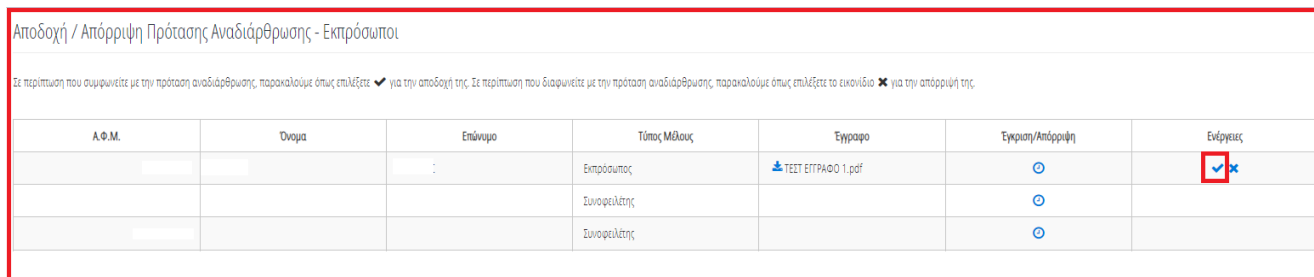 Αποδοχή / Απόρριψη Πρότασης Αναδιάρθρωσης - Εκπρόσωποι
Σε περίπτωση που συμφωνείτε με την πρόταση αναδιάρθρωσης, παρακαλούμε όπως επιλέξετε ✔ για την αποδοχή της. Σε περίπτωση που διαφωνείτε με την πρόταση αναδιάρθρωσης, παρακαλούμε όπως επιλέξετε το εικονίδιο ✖ για την απόρριψή της.
Α.Φ.Μ. Όνομα Επώνυμο Τύπος Μέλους Έγγραφο Έγκριση/Απόρριψη Ενέργειες
Εκπρόσωπος ΤΕΣΤ ΕΓΓΡΑΦΟ 1.pdf
Συνοφειλέτης
Συνοφειλέτης